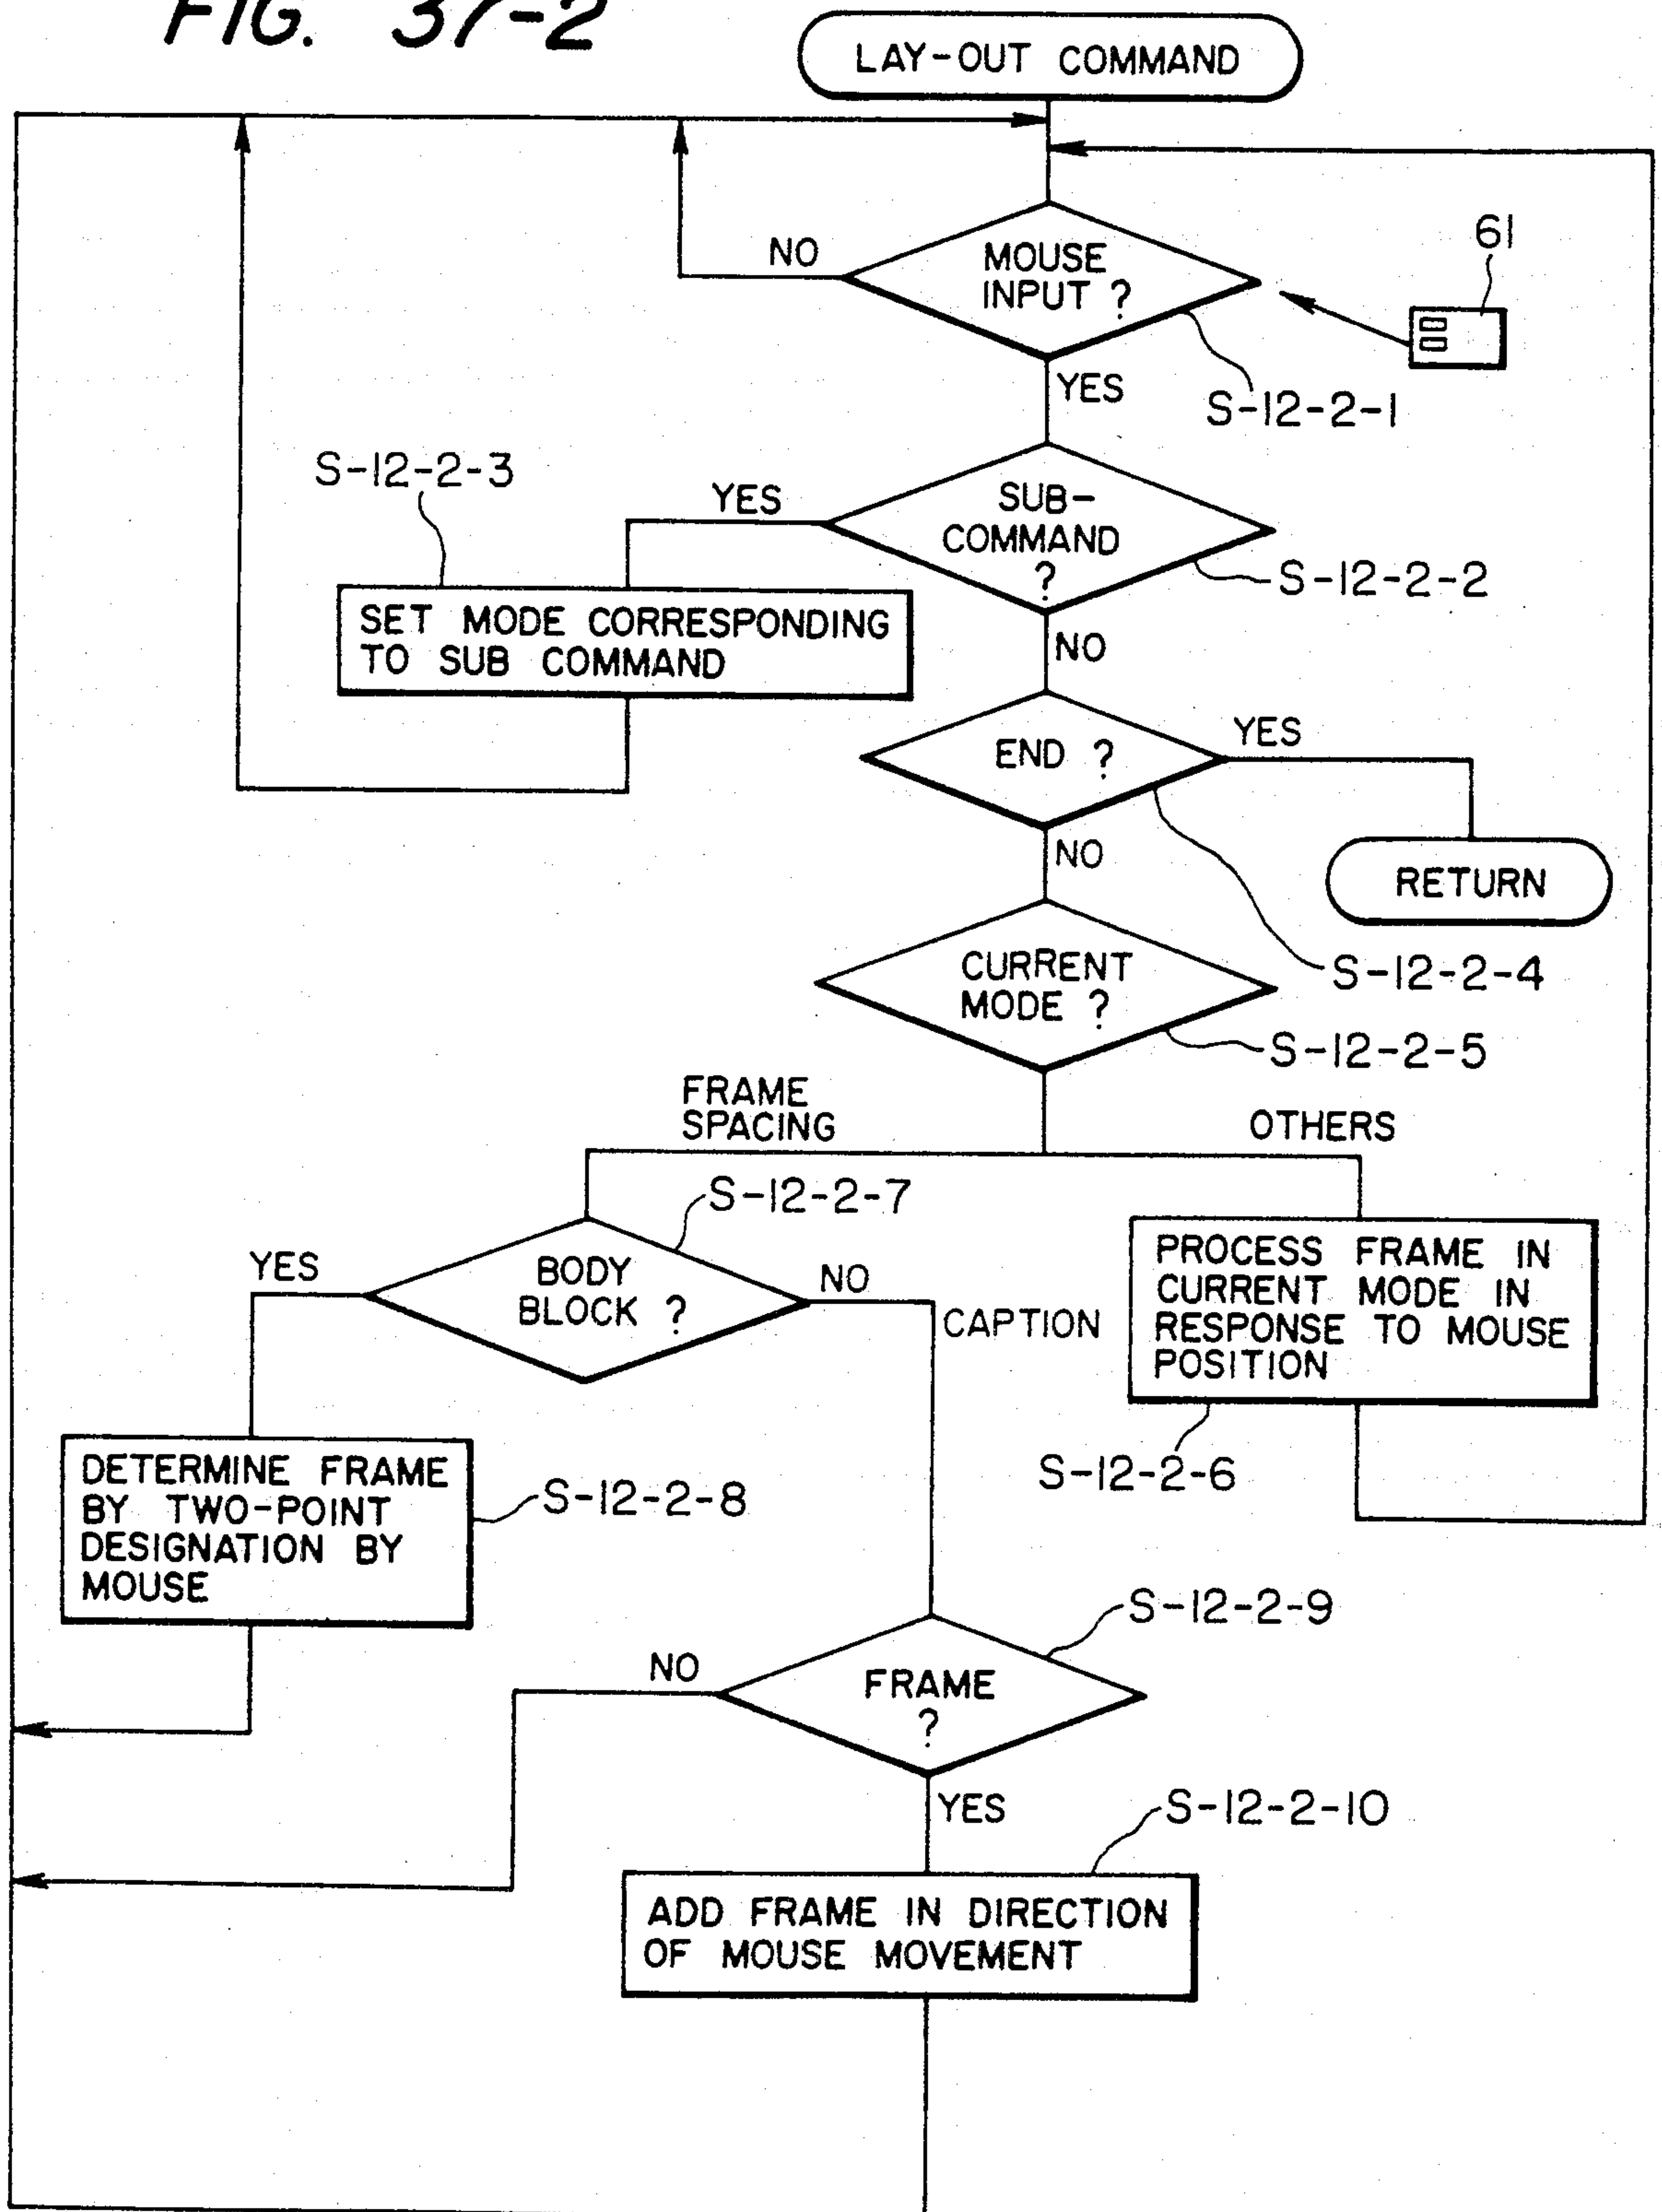 FIG. 37-2
LAY-OUT COMMAND
NO
MOUSE
INPUT ?
61
YES
S-12-2-1
S-12-2-3
YES
SUB-
COMMAND
?
S-12-2-2
SET MODE CORRESPONDING
TO SUB COMMAND
NO
END ?
YES
NO
RETURN
CURRENT
MODE ?
S-12-2-4
S-12-2-5
FRAME
SPACING
OTHERS
S-12-2-7
YES
BODY
BLOCK ?
NO
CAPTION
PROCESS FRAME IN
CURRENT MODE IN
RESPONSE TO MOUSE
POSITION
S-12-2-6
DETERMINE FRAME
BY TWO-POINT
DESIGNATION BY
MOUSE
S-12-2-8
S-12-2-9
NO
FRAME
?
YES
S-12-2-10
ADD FRAME IN DIRECTION
OF MOUSE MOVEMENT